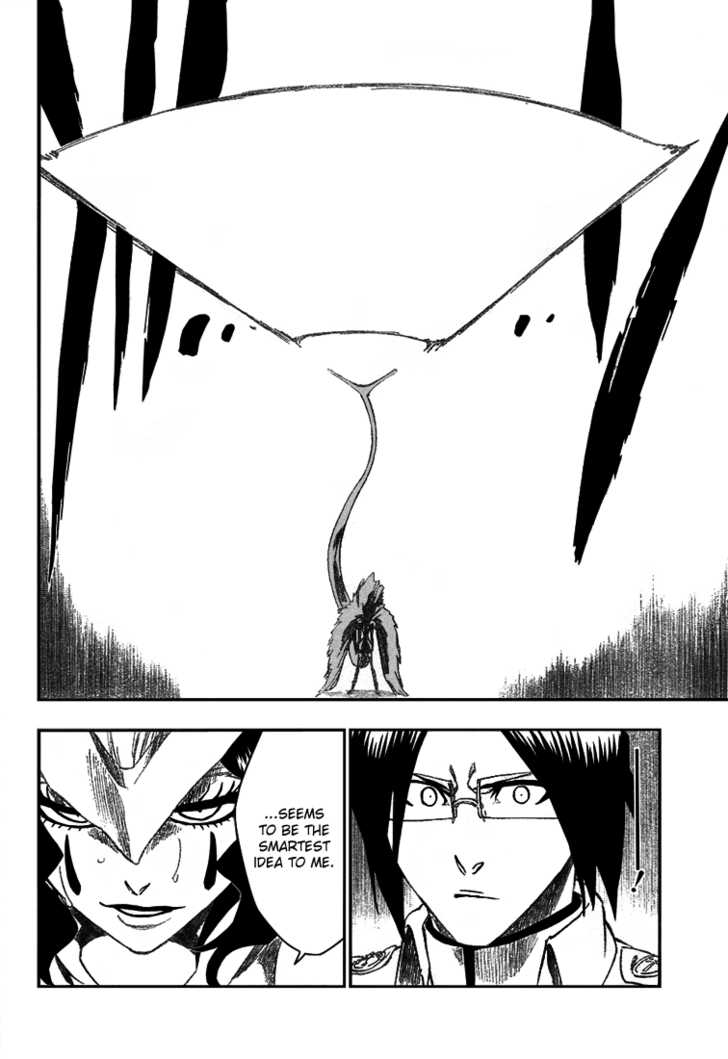 ...SEEMS
TO BE THE
SMARTEST
IDEA TO ME.
!